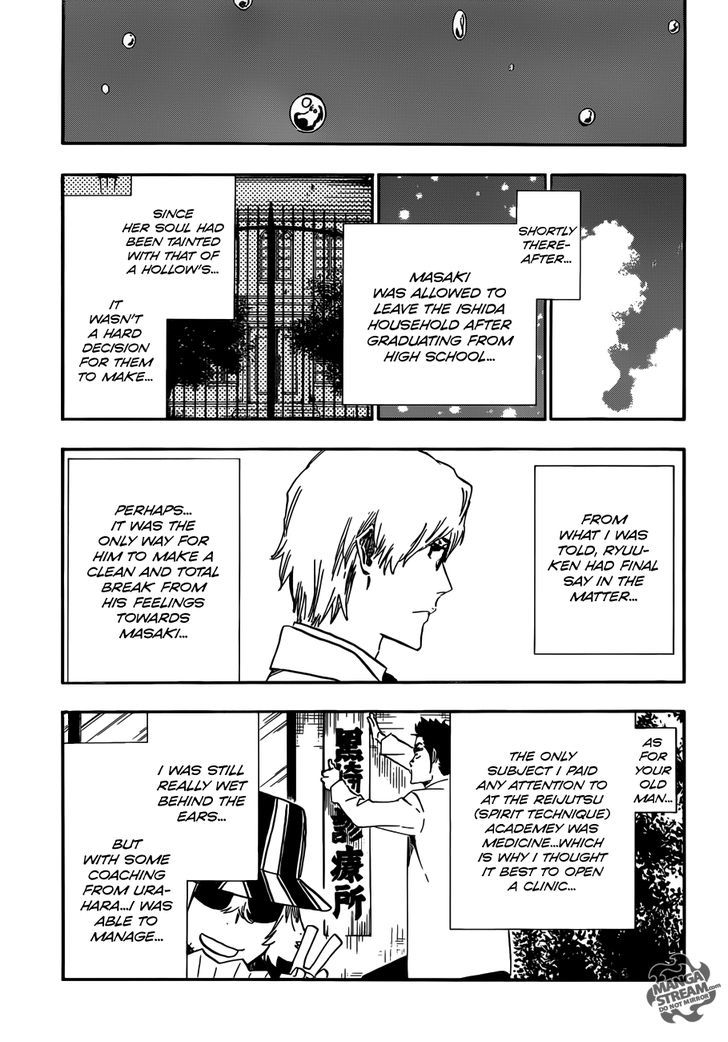 SHORTLY
THERE-
AFTER...
MASAKI
WAS ALLOWED TO
LEAVE THE ISHIDA
HOUSEHOLD AFTER
GRADUATING FROM
HIGH SCHOOL...
SINCE
HER SOUL HAD
BEEN TAINTED
WITH THAT OF
A HOLLOW'S...
IT
WASN'T
A HARD
DECISION
FOR THEM
TO MAKE...
FROM
WHAT I WAS
TOLD, RYUU-
KEN HAD FINAL
SAY IN THE
MATTER...
PERHAPS...
IT WAS THE
ONLY WAY FOR
HIM TO MAKE A
CLEAN AND TOTAL
BREAK FROM
HIS FEELINGS
TOWARDS
MASAKI...
AS
FOR
YOUR
OLD
MAN...
THE ONLY
SUBJECT I PAID
ANY ATTENTION TO
AT THE REIJUTSU
(SPIRIT TECHNIQUE)
ACADEMEY WAS
MEDICINE...WHICH
IS WHY I THOUGHT
IT BEST TO OPEN
A CLINIC...
黒崎診療所
I WAS STILL
REALLY WET
BEHIND THE
EARS...
BUT
WITH SOME
COACHING
FROM URA-
HARA...I WAS
ABLE TO
MANAGE...
MANGA
STREAM.com
DO NOT MIRROR